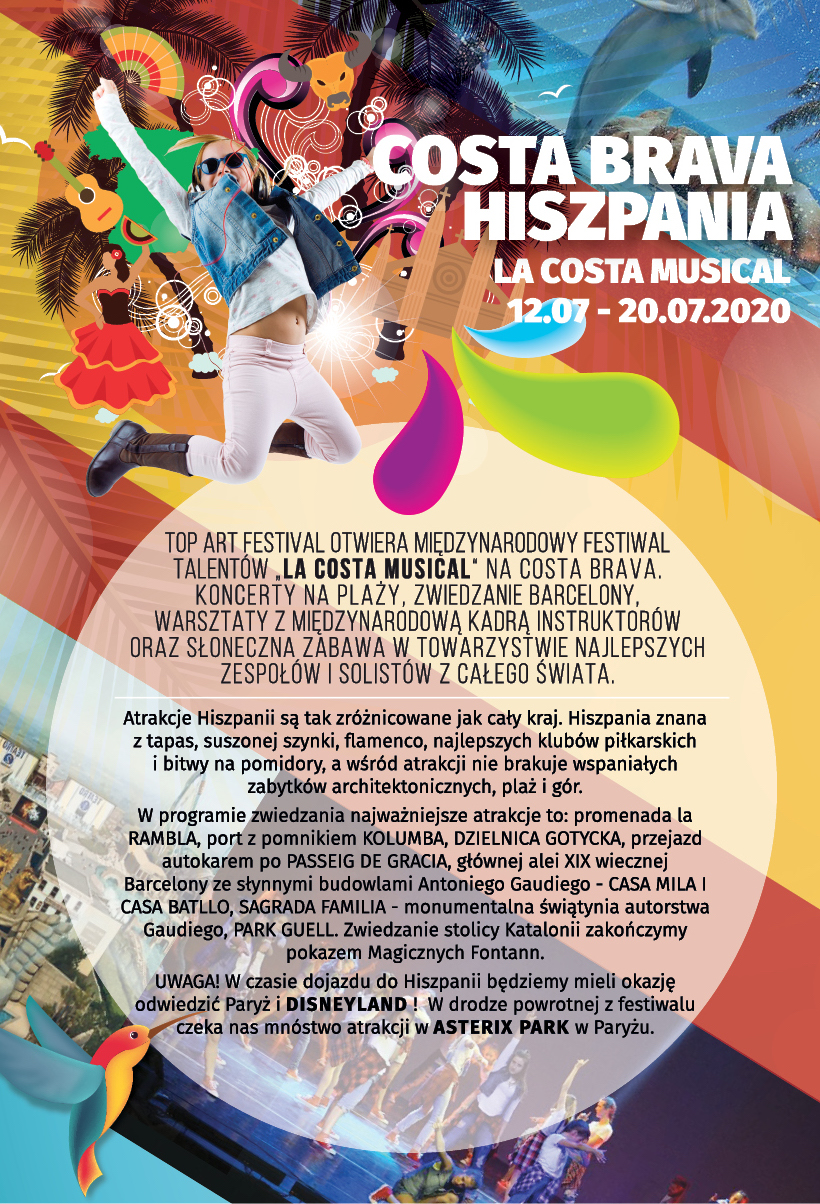 COSTA BRAVA
HISZPANIA
LA COSTA MUSICAL
12.07 - 20.07.2020
TOP ART FESTIVAL OTWIERA MIĘDZYNARODOWY FESTIWAL
TALENTÓW „LA COSTA MUSICAL“ NA COSTA BRAVA.
KONCERTY NA PLAŻY, ZWIEDZANIE BARCELONY,
WARSZTATY Z MIĘDZYNARODOWĄ KADRĄ INSTRUKTORÓW
ORAZ SŁONECZNA ZABAWA W TOWARZYSTWIE NAJLEPSZYCH
ZESPOŁÓW I SOLISTÓW Z CAŁEGO ŚWIATA.
Atrakcje Hiszpanii są tak zróżnicowane jak cały kraj. Hiszpania znana
z tapas, suszonej szynki, flamenco, najlepszych klubów piłkarskich
i bitwy na pomidory, a wśród atrakcji nie brakuje wspaniałych
zabytków architektonicznych, plaż i gór.
W programie zwiedzania najważniejsze atrakcje to: promenada la
RAMBLA, port z pomnikiem KOLUMBA, DZIELNICA GOTYCKA, przejazd
autokarem po PASSEIG DE GRACIA, głównej alei XIX wiecznej
Barcelony ze słynnymi budowlami Antoniego Gaudiego - CASA MILA I
CASA BATLLO, SAGRADA FAMILIA - monumentalna świątynia autorstwa
Gaudiego, PARK GUELL. Zwiedzanie stolicy Katalonii zakończymy
pokazem Magicznych Fontann.
UWAGA! W czasie dojazdu do Hiszpanii będziemy mieli okazję
odwiedzić Paryż i DISNEYLAND ! W drodze powrotnej z festiwalu
czeka nas mnóstwo atrakcji w ASTERIX PARK w Paryżu.